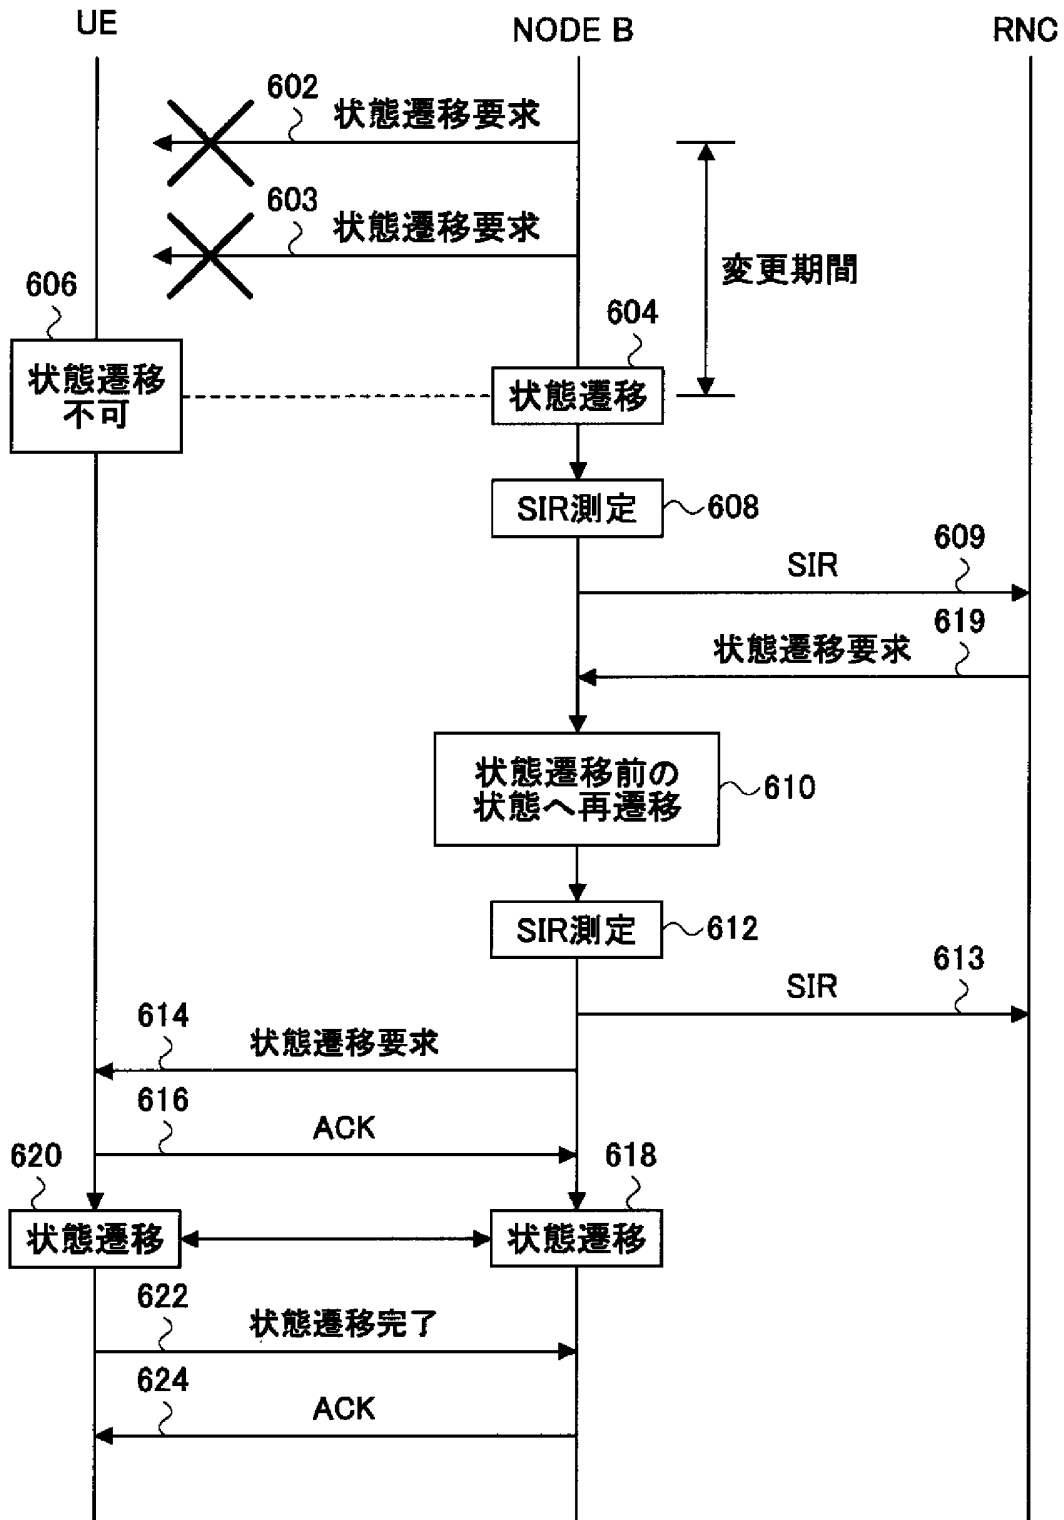 UE
NODE B
RNC
602
状態遷移要求
603
状態遷移要求
変更期間
606
604
状態遷移
不可
状態遷移
SIR測定
608
SIR
609
619
状態遷移要求
状態遷移前の
状態へ再遷移
610
SIR測定
612
SIR
613
614
状態遷移要求
616
ACK
620
618
状態遷移
状態遷移
622
状態遷移完了
624
ACK